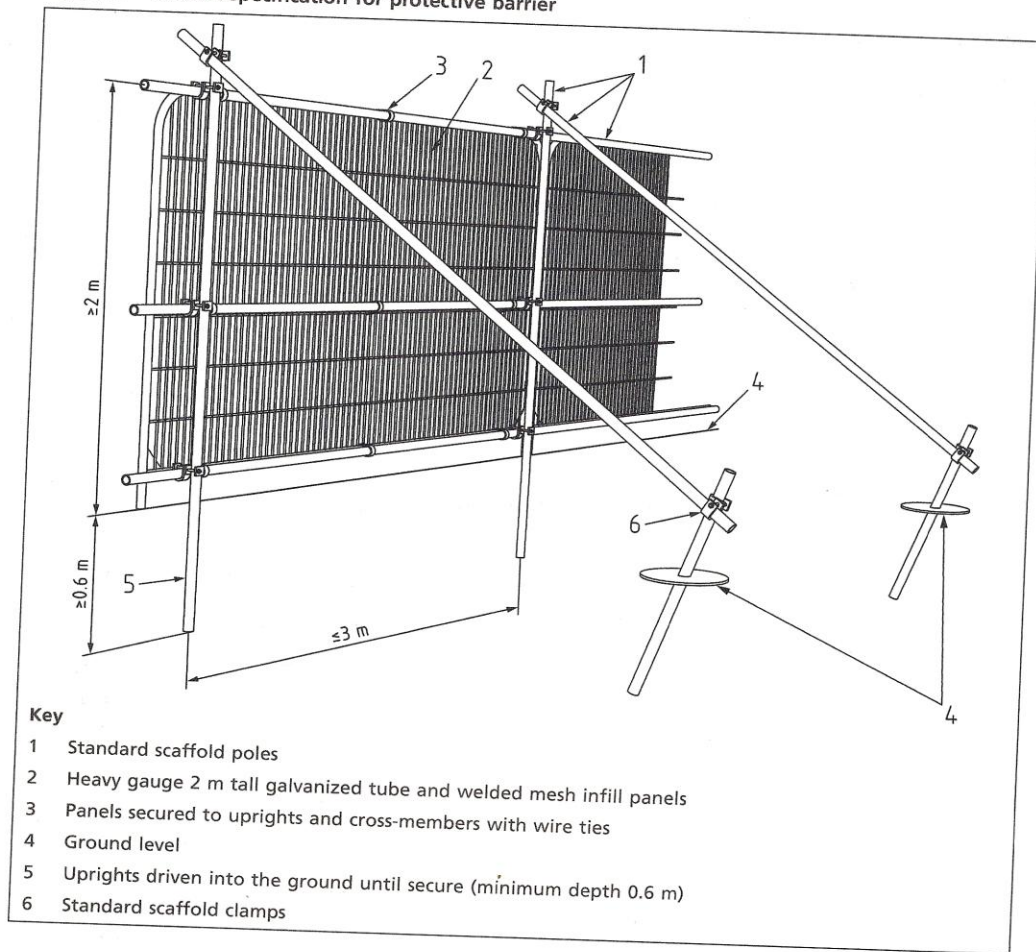 specification for protective barrier
3
2
1
≥2 m
4
6
5
≥0.6 m
≤3 m
4
Key
1 Standard scaffold poles
2 Heavy gauge 2 m tall galvanized tube and welded mesh infill panels
3 Panels secured to uprights and cross-members with wire ties
4 Ground level
5 Uprights driven into the ground until secure (minimum depth 0.6 m)
6 Standard scaffold clamps